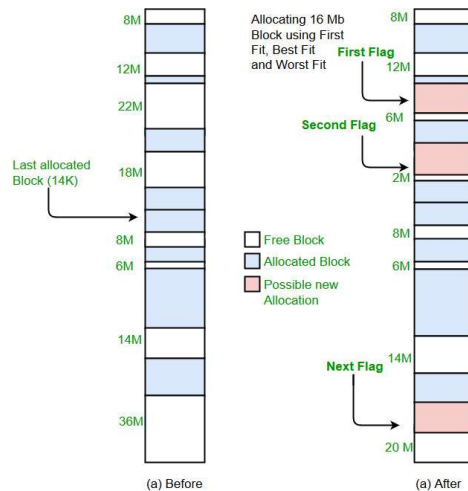 8M
12M
22M
Last allocated
Block (14K)
18M
8M
6M
14M
36M
(a) Before
Allocating 16 Mb
Block using First
Fit, Best Fit
and Worst Fit
8M
12M
First Flag
6M
Second Flag
2M
8M
6M
Free Block
Allocated Block
Possible new
Allocation
Next Flag
14M
20 M
(a) After